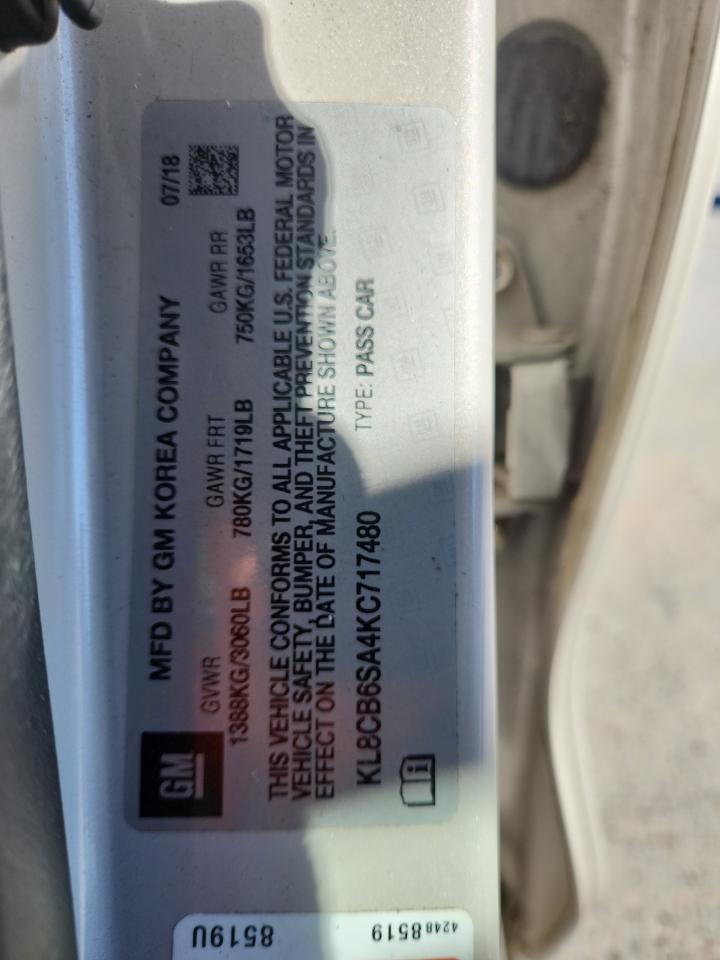 GM
MFD BY GM KOREA COMPANY 07/18
GVWR GAWR FRT GAWR RR
1388KG/3060LB 780KG/1719LB 750KG/1653LB
THIS VEHICLE CONFORMS TO ALL APPLICABLE U.S. FEDERAL MOTOR
VEHICLE SAFETY, BUMPER, AND THEFT PREVENTION STANDARDS IN
EFFECT ON THE DATE OF MANUFACTURE SHOWN ABOVE.
KL8CB6SA4KC717480 TYPE: PASS CAR
42488519
8519U